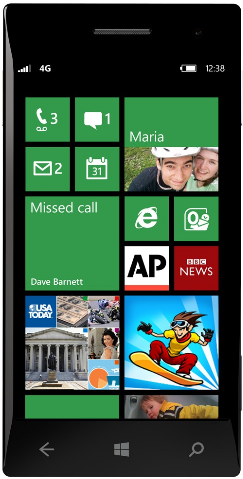 4G
12:38
3
1
Maria
2
31
Missed call
Dave Barnett
AP
BBC
NEWS
USA
TODAY